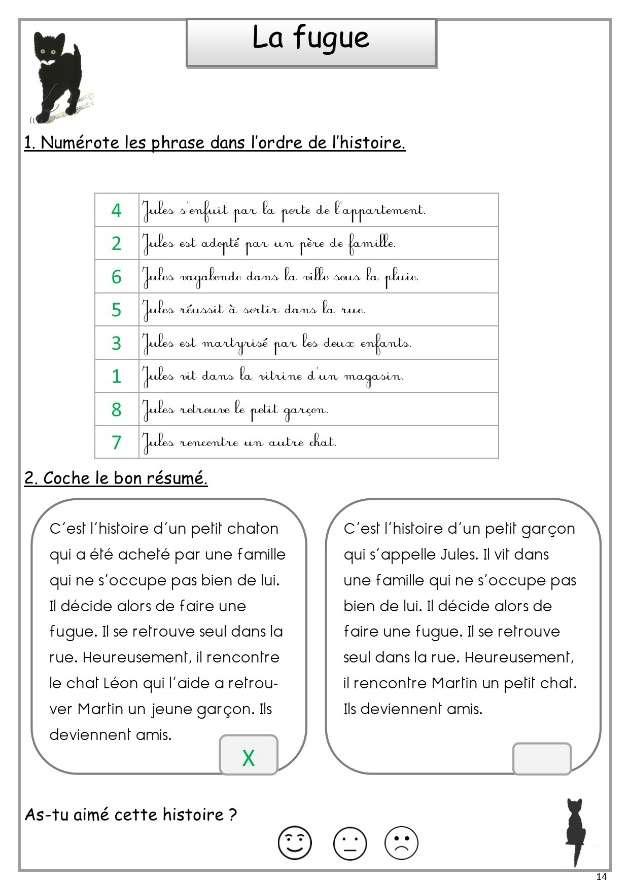 La fugue
1. Numérote les phrase dans l'ordre de l'histoire.
4 Jules s'enfuit par la porte de l'appartement.
2 Jules est adopté par un père de famille.
6 Jules vagabonde dans la ville sous la pluie.
5 Jules réussit à sortir dans la rue.
3 Jules est martyrisé par les deux enfants.
1 Jules vit dans la vitrine d'un magasin.
8 Jules retrouve le petit garçon.
7 Jules rencontre un autre chat.
2. Coche le bon résumé.
C'est l'histoire d'un petit chaton
qui a été acheté par une famille
qui ne s'occupe pas bien de lui.
Il décide alors de faire une
fugue. Il se retrouve seul dans la
rue. Heureusement, il rencontre
le chat Léon qui l'aide a retrou-
ver Martin un jeune garçon. Ils
deviennent amis.
X
C'est l'histoire d'un petit garçon
qui s'appelle Jules. Il vit dans
une famille qui ne s'occupe pas
bien de lui. Il décide alors de
faire une fugue. Il se retrouve
seul dans la rue. Heureusement,
il rencontre Martin un petit chat.
Ils deviennent amis.
As-tu aimé cette histoire ?
14